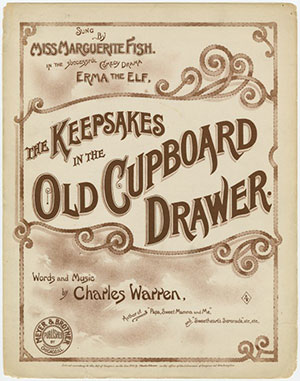 SUNG
BY
MISS MARGUERITE FISH.
IN THE SUCCESSFUL COMEDY DRAMA
ERMA THE ELF.
THE KEEPSAKES
IN THE
OLD CUPBOARD
DRAWER.
Words and Music
by Charles Warren,
Author of "Papa, Sweet Mamma and Me,"
"Sweetheart's Serenade," etc, etc.
4
MEYER & BROTHER
PUBLISHERS
CHICAGO